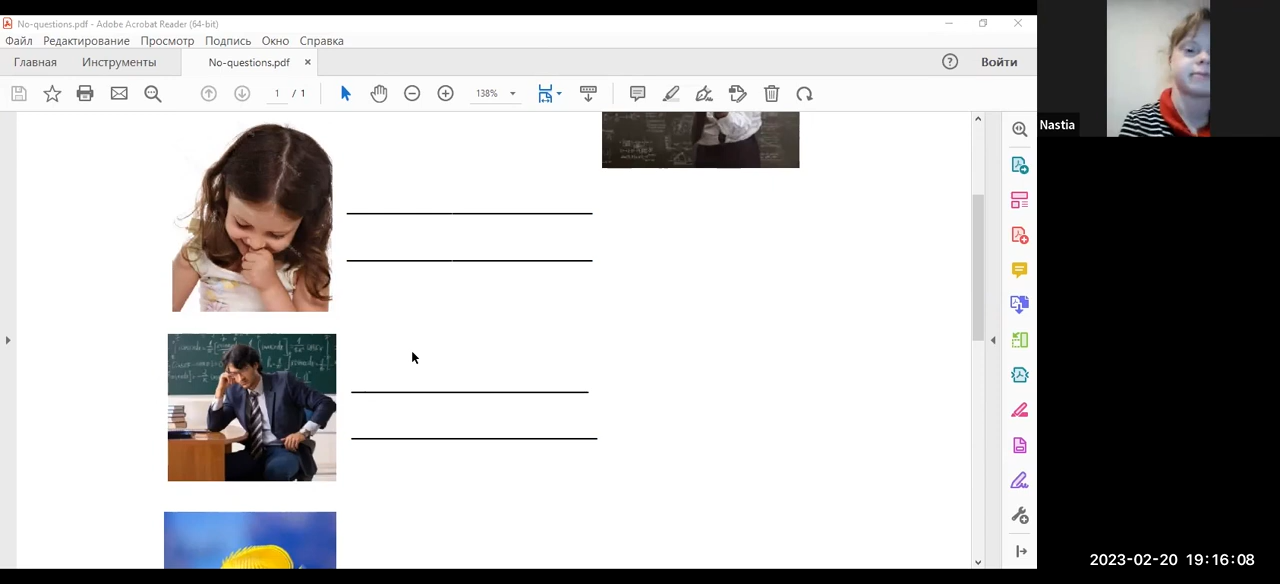 No-questions.pdf - Adobe Acrobat Reader (64-bit)
Файл Редактирование Просмотр Подпись Окно Справка
Главная Инструменты No-questions.pdf × Войти
1 / 1 138%
Nastia
2023-02-20 19:16:08